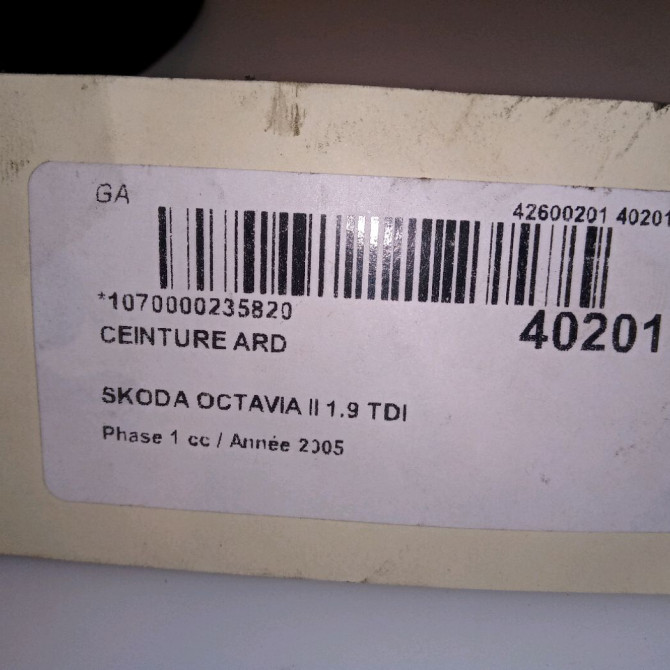 GA
42600201 40201
*1070000235820
40201
CEINTURE ARD
SKODA OCTAVIA II 1.9 TDI
Phase 1 cc / Année 2005